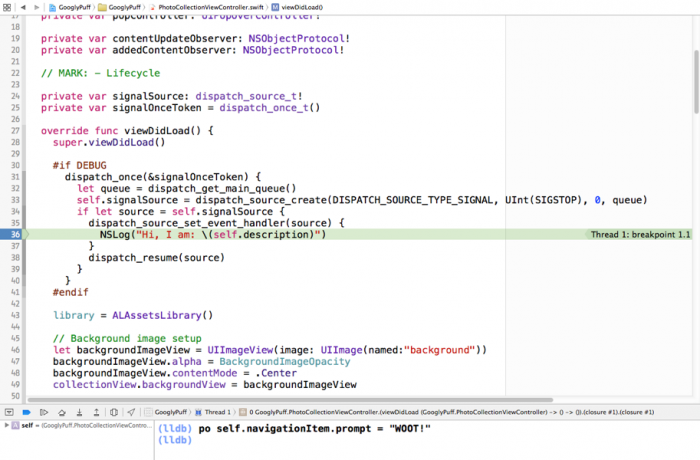 GooglyPuff 〉 GooglyPuff 〉 PhotoCollectionViewController.swift 〉 M viewDidLoad()
17 private var popController: UIPopoverController!
18
19 private var contentUpdateObserver: NSObjectProtocol!
20 private var addedContentObserver: NSObjectProtocol!
21
22 // MARK: - Lifecycle
23
24 private var signalSource: dispatch_source_t!
25 private var signalOnceToken = dispatch_once_t()
26
27 override func viewDidLoad() {
28 super.viewDidLoad()
29
30 #if DEBUG
31 dispatch_once(&signalOnceToken) {
32 let queue = dispatch_get_main_queue()
33 self.signalSource = dispatch_source_create(DISPATCH_SOURCE_TYPE_SIGNAL, UInt(SIGSTOP), 0, queue)
34 if let source = self.signalSource {
35 dispatch_source_set_event_handler(source) {
36 NSLog("Hi, I am: \(self.description)") Thread 1: breakpoint 1.1
37 }
38 dispatch_resume(source)
39 }
40 }
41 #endif
42
43 library = ALAssetsLibrary()
44
45 // Background image setup
46 let backgroundImageView = UIImageView(image: UIImage(named:"background"))
47 backgroundImageView.alpha = BackgroundImageOpacity
48 backgroundImageView.contentMode = .Center
49 collectionView.backgroundView = backgroundImageView
50
GooglyPuff 〉 Thread 1 〉 0 GooglyPuff.PhotoCollectionViewController.(viewDidLoad (GooglyPuff.PhotoCollectionViewController) -> () -> ()).(closure #1).(closure #1)
A self = (GooglyPuff.PhotoCollectionViewContro...
(lldb) po self.navigationItem.prompt = "WOOT!"
(lldb)